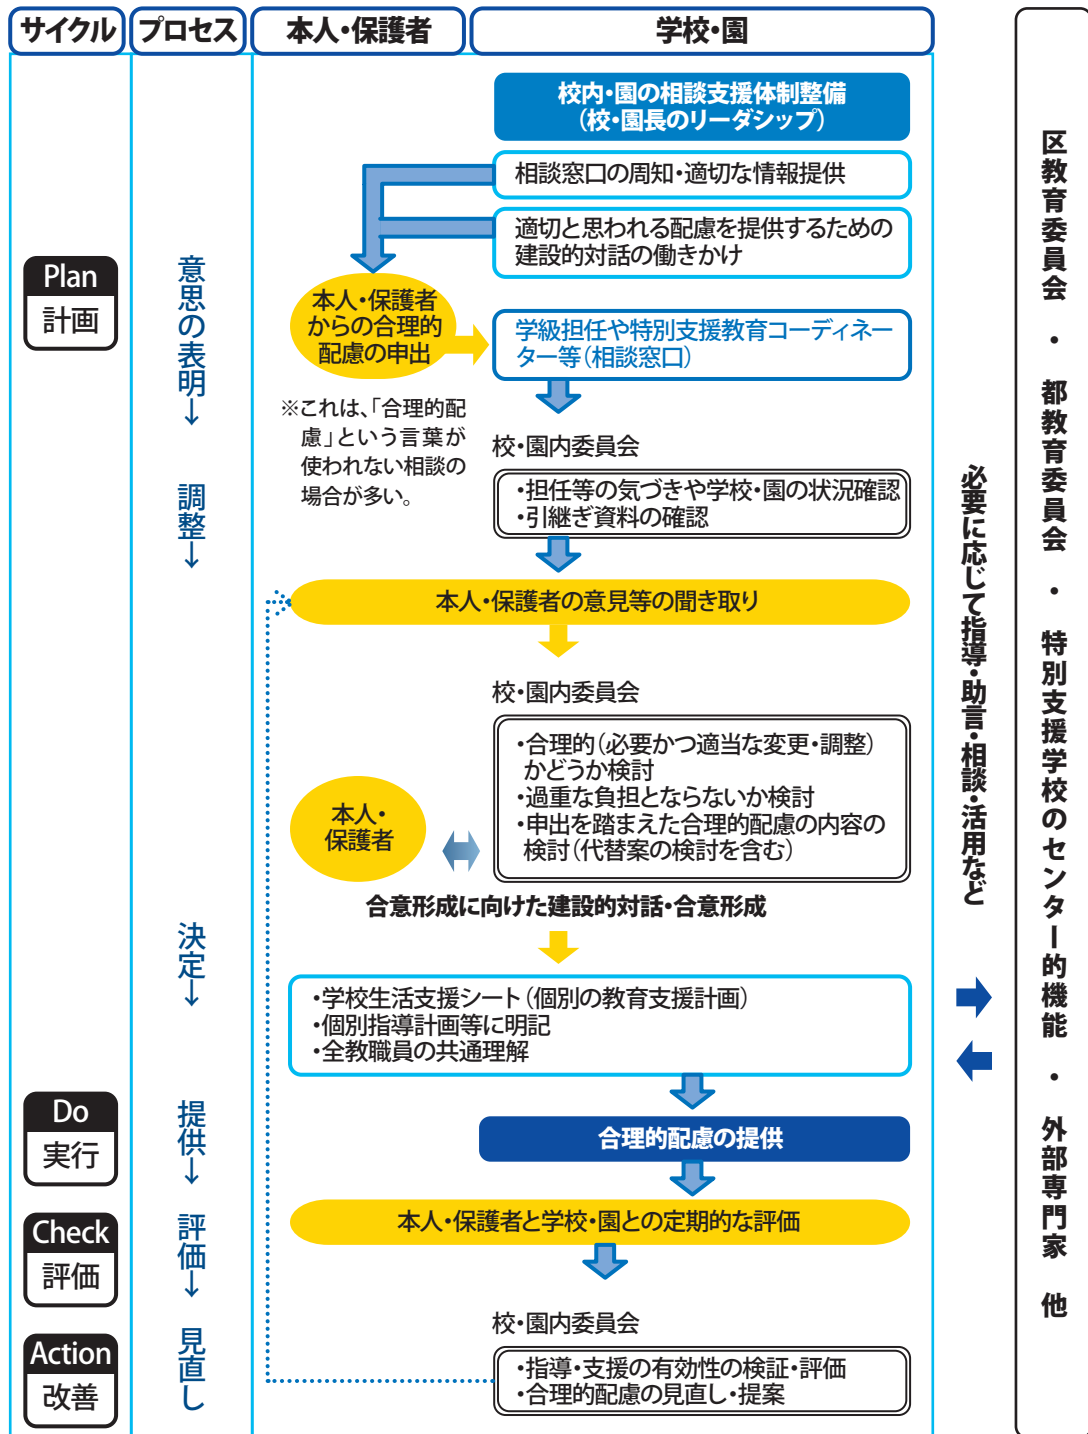 サイクル
プロセス
本人・保護者
学校・園
校内・園の相談支援体制整備
（校・園長のリーダシップ）
相談窓口の周知・適切な情報提供
適切と思われる配慮を提供するための
建設的対話の働きかけ
Plan
計画
意思の表明→
本人・保護者
からの合理的
配慮の申出
学級担任や特別支援教育コーディネー
ター等（相談窓口）
※これは、「合理的配
慮」という言葉が
使われない相談の
場合が多い。
校・園内委員会
・担任等の気づきや学校・園の状況確認
・引継ぎ資料の確認
調整→
本人・保護者の意見等の聞き取り
校・園内委員会
・合理的（必要かつ適当な変更・調整）
かどうか検討
・過重な負担とならないか検討
・申出を踏まえた合理的配慮の内容の
検討（代替案の検討を含む）
本人・
保護者
合意形成に向けた建設的対話・合意形成
決定→
・学校生活支援シート（個別の教育支援計画）
・個別指導計画等に明記
・全教職員の共通理解
Do
実行
提供→
合理的配慮の提供
Check
評価
評価→
本人・保護者と学校・園との定期的な評価
校・園内委員会
Action
改善
見直し
・指導・支援の有効性の検証・評価
・合理的配慮の見直し・提案
必要に応じて指導・助言・相談・活用など
区教育委員会　・　都教育委員会　・　特別支援学校のセンター的機能　・　外部専門家　他